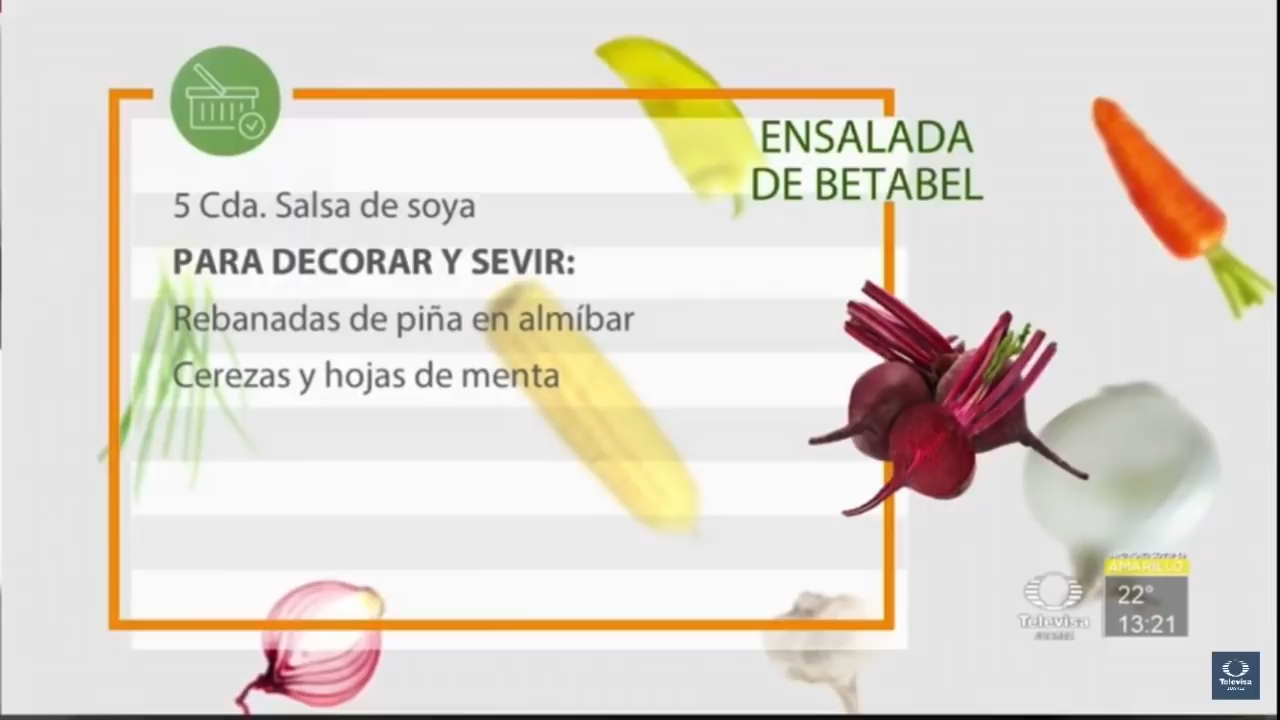 ENSALADA
DE BETABEL
5 Cda. Salsa de soya
PARA DECORAR Y SEVIR:
Rebanadas de piña en almíbar
Cerezas y hojas de menta
AMARILLO
22°
13:21
Televisa
Televisa